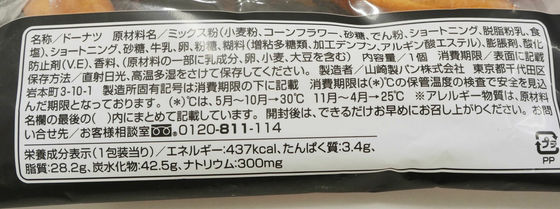 名称/ドーナツ 原材料名/ミックス粉(小麦粉、コーンフラワー、砂糖、でん粉、ショートニング、脱脂粉乳、食
塩)、ショートニング、砂糖、牛乳、卵、粉糖、糊料(増粘多糖類、加工デンプン、アルギン酸エステル)、膨脹剤、酸化
防止剤(V.E)、香料、(原材料の一部に乳成分、卵、小麦、大豆を含む) 内容量/1個 消費期限/表面に記載
保存方法/直射日光、高温多湿をさけて保存してください。 製造者/山崎製パン株式会社 東京都千代田区
岩本町3-10-1 製造所固有記号は消費期限の下に記載 消費期限は(*)℃の保管温度の検査で安全を見込
んだ期限となっております。(*)℃は、5月〜10月→30℃ 11月〜4月→25℃ ※アレルギー物質は、原材料
名欄の最後の( )内にまとめて記載しています。 開封後は、できるだけお早めにお召し上がりください。 お問
い合せ先/お客様相談室 0120-811-114
栄養成分表示(1包装当り)/エネルギー:437kcal、たんぱく質:3.4g、
脂質:28.2g、炭水化物:42.5g、ナトリウム:300mg
プラ
PP